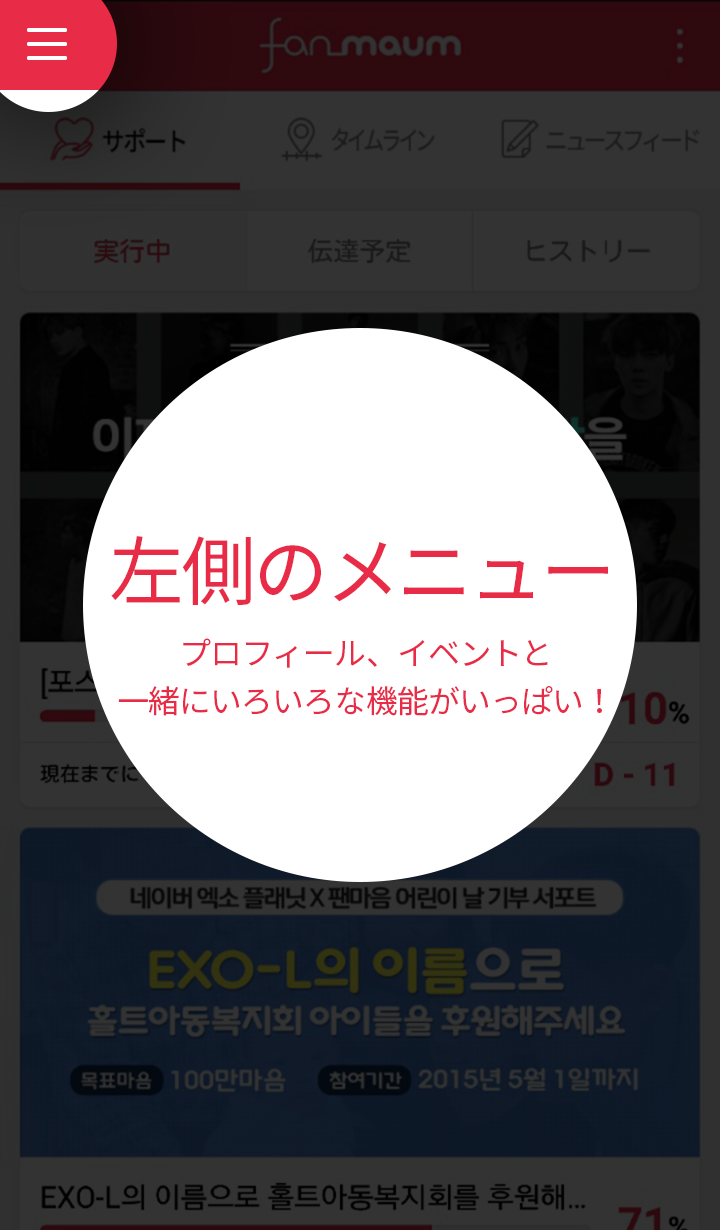 fanmaum
サポート
タイムライン
ニュースフィード
実行中
伝達予定
ヒストリー
을
左側のメニュー
プロフィール、イベントと
一緒にいろいろな機能がいっぱい！
[포스
10%
現在までに
D - 11
네이버 엑소 플래닛 X 팬마음 어린이 날 기부 서포트
EXO-L의 이름으로
홀트아동복지회 아이들을 후원해주세요
목표마음 100만마음 참여기간 2015년 5월 1일까지
EXO-L의 이름으로 홀트아동복지회를 후원해...
71%